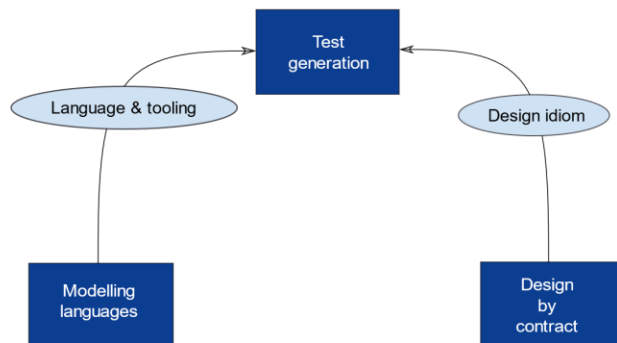 Test
generation
Language & tooling
Design idiom
Modelling
languages
Design
by
contract